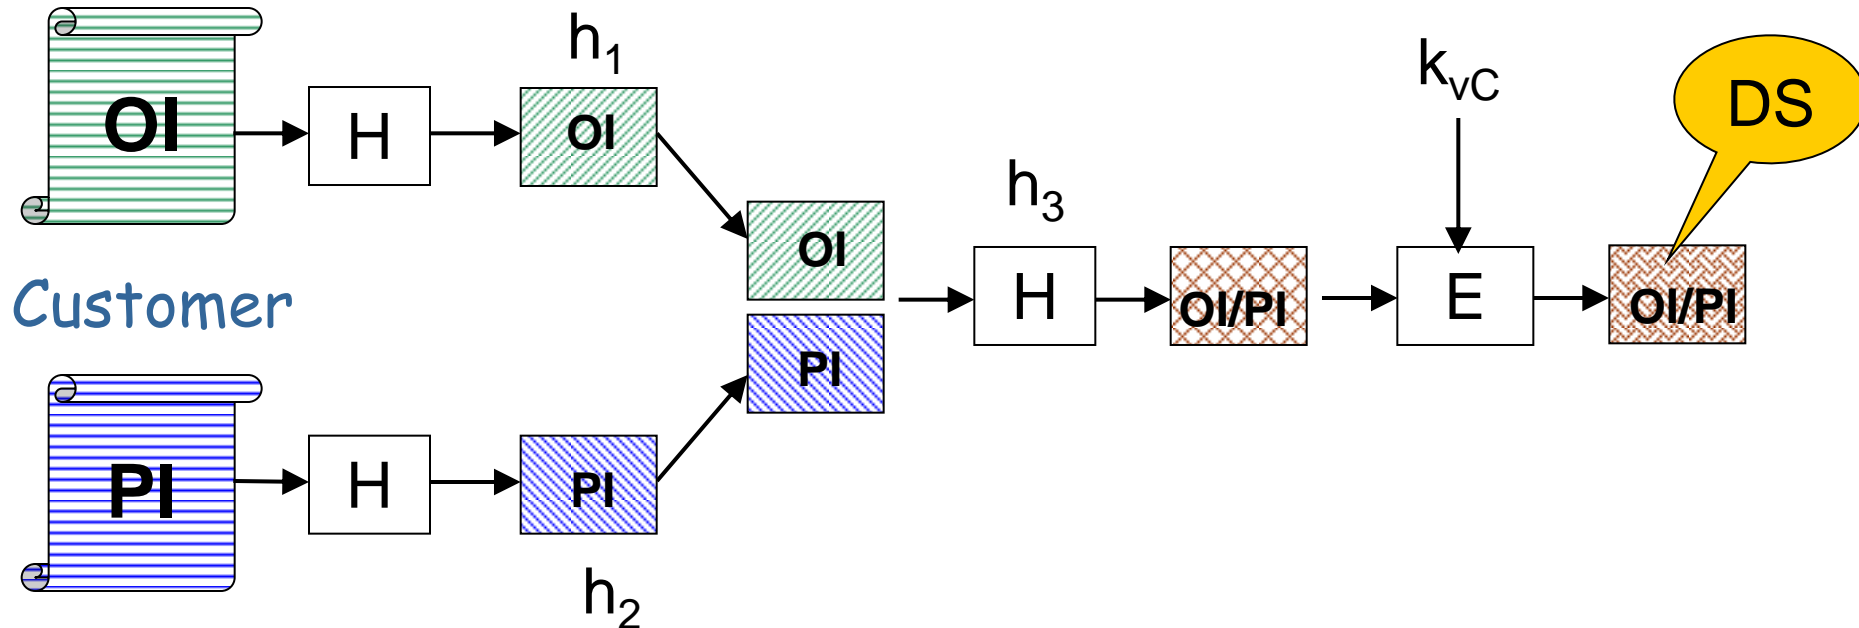 OI
H
h₁
OI
OI
PI
Customer
PI
H
PI
h₂
h₃
H
OI/PI
kᵥC
E
DS
OI/PI